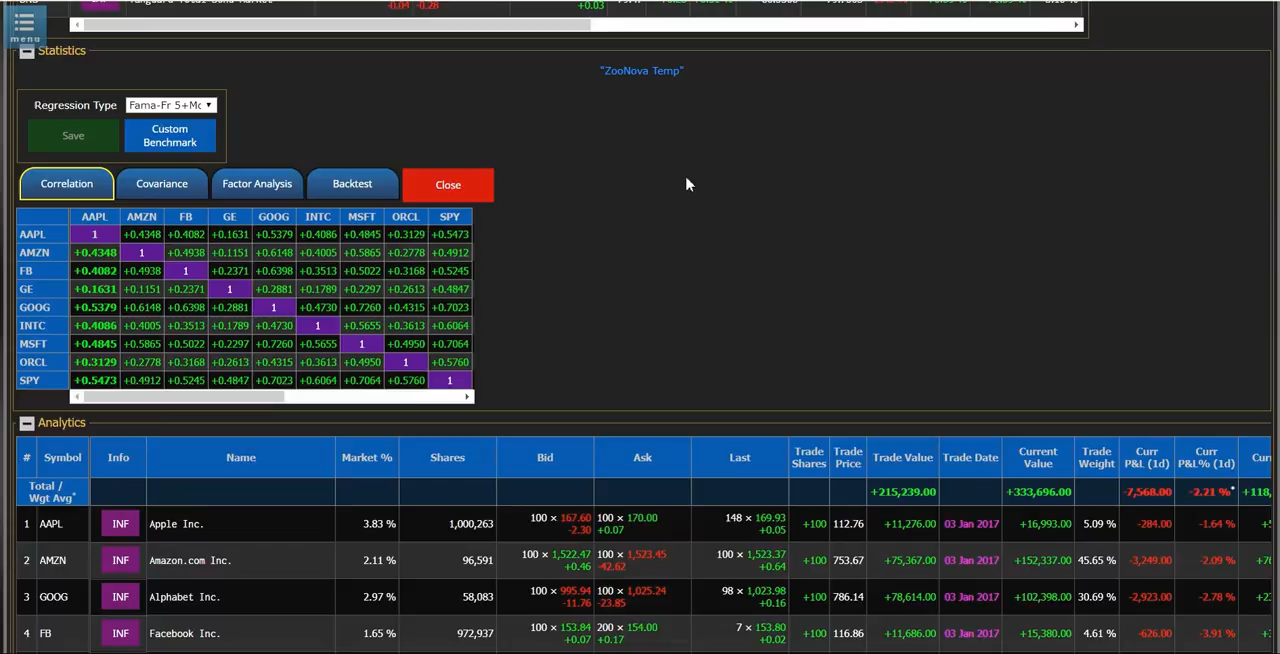 -0.04 -0.28 +0.03
menu
Statistics
"ZooNova Temp"
Regression Type Fama-Fr 5+Mc
Save Custom Benchmark
Correlation Covariance Factor Analysis Backtest Close
AAPL AMZN FB GE GOOG INTC MSFT ORCL SPY
AAPL 1 +0.4348 +0.4082 +0.1631 +0.5379 +0.4086 +0.4845 +0.3129 +0.5473
AMZN +0.4348 1 +0.4938 +0.1151 +0.6148 +0.4005 +0.5865 +0.2778 +0.4912
FB +0.4082 +0.4938 1 +0.2371 +0.6398 +0.3513 +0.5022 +0.3168 +0.5245
GE +0.1631 +0.1151 +0.2371 1 +0.2881 +0.1789 +0.2297 +0.2613 +0.4847
GOOG +0.5379 +0.6148 +0.6398 +0.2881 1 +0.4730 +0.7260 +0.4315 +0.7023
INTC +0.4086 +0.4005 +0.3513 +0.1789 +0.4730 1 +0.5655 +0.3613 +0.6064
MSFT +0.4845 +0.5865 +0.5022 +0.2297 +0.7260 +0.5655 1 +0.4950 +0.7064
ORCL +0.3129 +0.2778 +0.3168 +0.2613 +0.4315 +0.3613 +0.4950 1 +0.5760
SPY +0.5473 +0.4912 +0.5245 +0.4847 +0.7023 +0.6064 +0.7064 +0.5760 1
Analytics
# Symbol Info Name Market % Shares Bid Ask Last Trade Shares Trade Price Trade Value Trade Date Current Value Trade Weight Curr P&L (1d) Curr P&L% (1d) Curr
Total / Wgt Avg* +215,239.00 +333,696.00 -7,568.00 -2.21 %* +118,
1 AAPL INF Apple Inc. 3.83 % 1,000,263 100 × 167.60 -2.30 100 × 170.00 +0.07 148 × 169.93 +0.05 +100 112.76 +11,276.00 03 Jan 2017 +16,993.00 5.09 % -284.00 -1.64 %
2 AMZN INF Amazon.com Inc. 2.11 % 96,591 100 × 1,522.47 +0.46 100 × 1,523.45 -42.62 100 × 1,523.37 +0.64 +100 753.67 +75,367.00 03 Jan 2017 +152,337.00 45.65 % -3,249.00 -2.09 %
3 GOOG INF Alphabet Inc. 2.97 % 58,083 100 × 995.94 -11.76 100 × 1,025.24 -23.85 98 × 1,023.98 +0.16 +100 786.14 +78,614.00 03 Jan 2017 +102,398.00 30.69 % -2,923.00 -2.78 %
4 FB INF Facebook Inc. 1.65 % 972,937 100 × 153.84 +0.07 200 × 154.00 +0.17 7 × 153.80 +0.02 +100 116.86 +11,686.00 03 Jan 2017 +15,380.00 4.61 % -626.00 -3.91 %